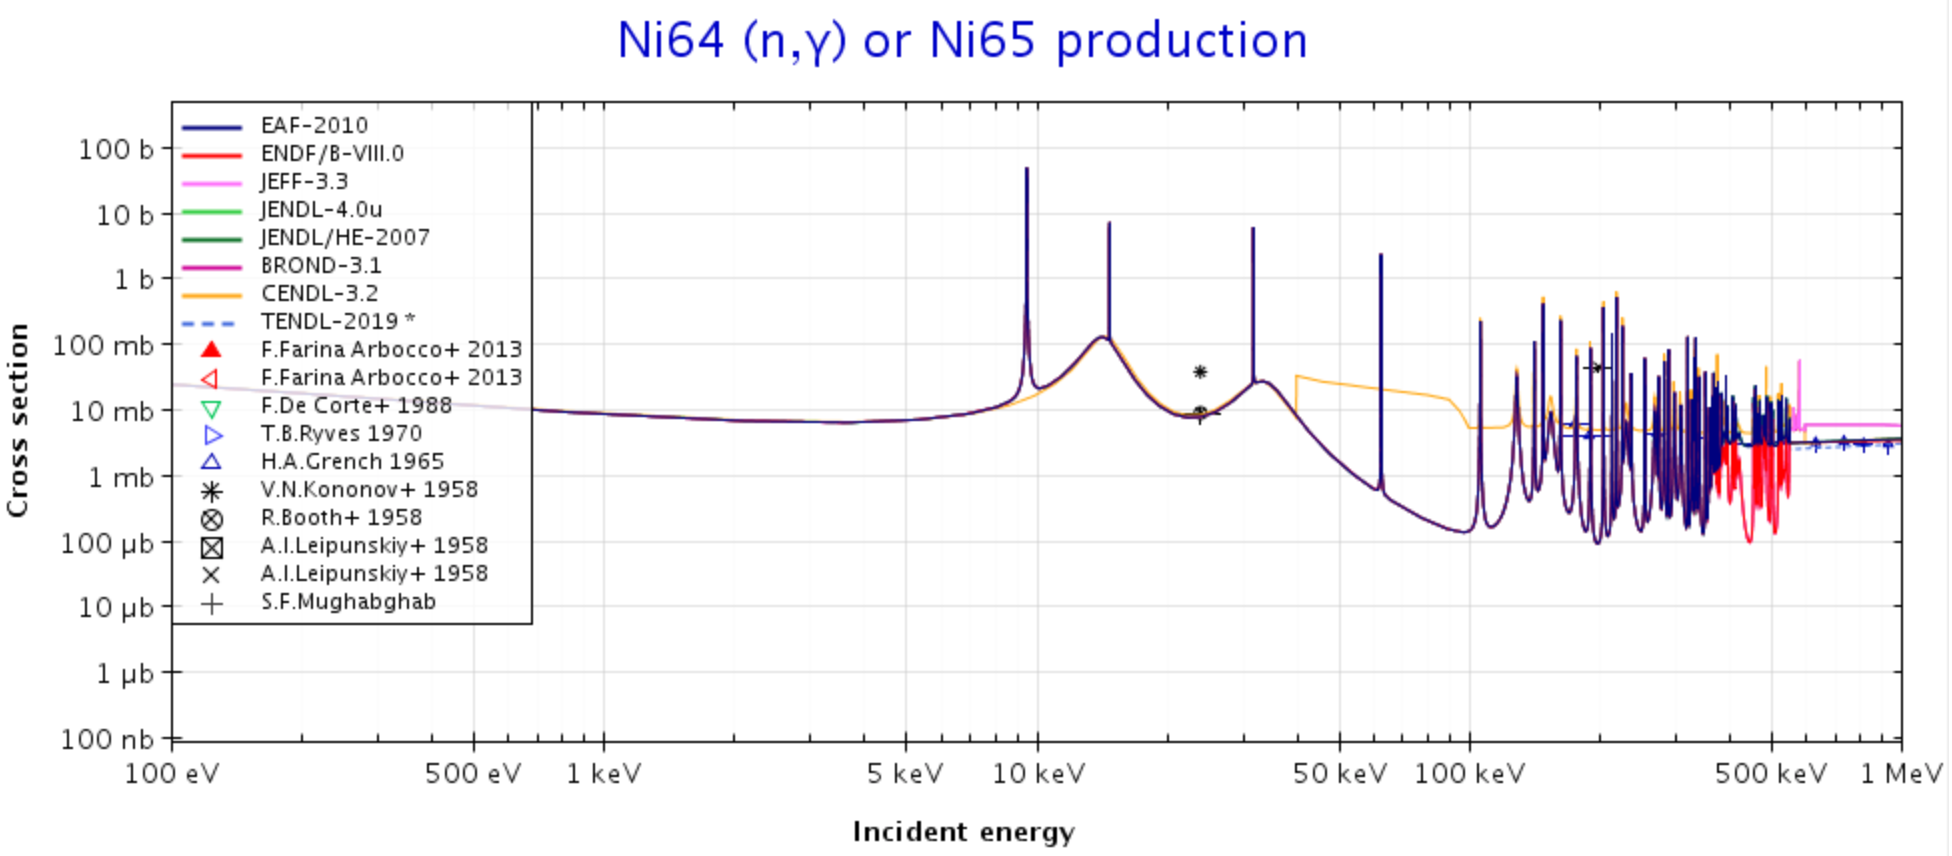 Ni64 (n,γ) or Ni65 production
EAF-2010
ENDF/B-VIII.0
JEFF-3.3
JENDL-4.0u
JENDL/HE-2007
BROND-3.1
CENDL-3.2
TENDL-2019 *
F.Farina Arbocco+ 2013
F.Farina Arbocco+ 2013
F.De Corte+ 1988
T.B.Ryves 1970
H.A.Grench 1965
V.N.Kononov+ 1958
R.Booth+ 1958
A.I.Leipunskiy+ 1958
A.I.Leipunskiy+ 1958
S.F.Mughabghab
Cross section
100 b
10 b
1 b
100 mb
10 mb
1 mb
100 μb
10 μb
1 μb
100 nb
100 eV 500 eV 1 keV 5 keV 10 keV 50 keV 100 keV 500 keV 1 MeV
Incident energy